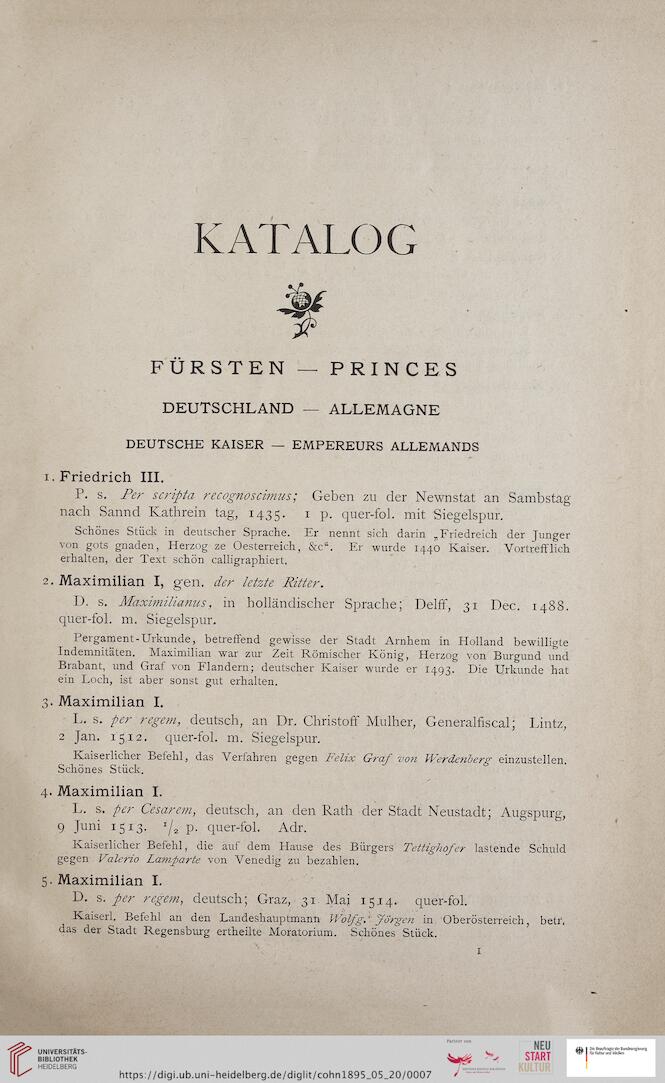 KATALOG
FÜRSTEN — PRINCES
DEUTSCHLAND — ALLEMAGNE
DEUTSCHE KAISER — EMPEREURS ALLEMANDS
1. Friedrich III.
P. s. Per scripta recognoscimus; Geben zu der Newnstat an Sambstag
nach Sannd Kathrein tag, 1435. 1 p. quer-fol. mit Siegelspur.
Schönes Stück in deutscher Sprache. Er nennt sich darin „Friedreich der Junger
von gots gnaden, Herzog ze Oesterreich, &c“. Er wurde 1440 Kaiser. Vortrefflich
erhalten, der Text schön calligraphiert.
2. Maximilian I, gen. der letzte Ritter.
D. s. Maximilianus, in holländischer Sprache; Delff, 31 Dec. 1488.
quer-fol. m. Siegelspur.
Pergament-Urkunde, betreffend gewisse der Stadt Arnhem in Holland bewilligte
Indemnitäten. Maximilian war zur Zeit Römischer König, Herzog von Burgund und
Brabant, und Graf von Flandern; deutscher Kaiser wurde er 1493. Die Urkunde hat
ein Loch, ist aber sonst gut erhalten.
3. Maximilian I.
L. s. per regem, deutsch, an Dr. Christoff Mulher, Generalfiscal; Lintz,
2 Jan. 1512. quer-fol. m. Siegelspur.
Kaiserlicher Befehl, das Verfahren gegen Felix Graf von Werdenberg einzustellen.
Schönes Stück.
4. Maximilian I.
L. s. per Cesarem, deutsch, an den Rath der Stadt Neustadt; Augspurg,
9 Juni 1513. 1/2 p. quer-fol. Adr.
Kaiserlicher Befehl, die auf dem Hause des Bürgers Tettighofer lastende Schuld
gegen Valerio Lamparte von Venedig zu bezahlen.
5. Maximilian I.
D. s. per regem, deutsch; Graz, 31 Mai 1514. quer-fol.
Kaiserl. Befehl an den Landeshauptmann Wolfg. Jörgen in Oberösterreich, betr.
das der Stadt Regensburg ertheilte Moratorium. Schönes Stück.
1
UNIVERSITÄTS-
BIBLIOTHEK
HEIDELBERG
https://digi.ub.uni-heidelberg.de/diglit/cohn1895_05_20/0007
Partner von
NEU
START
KULTUR
Die Beauftragte der Bundesregierung
für Kultur und Medien